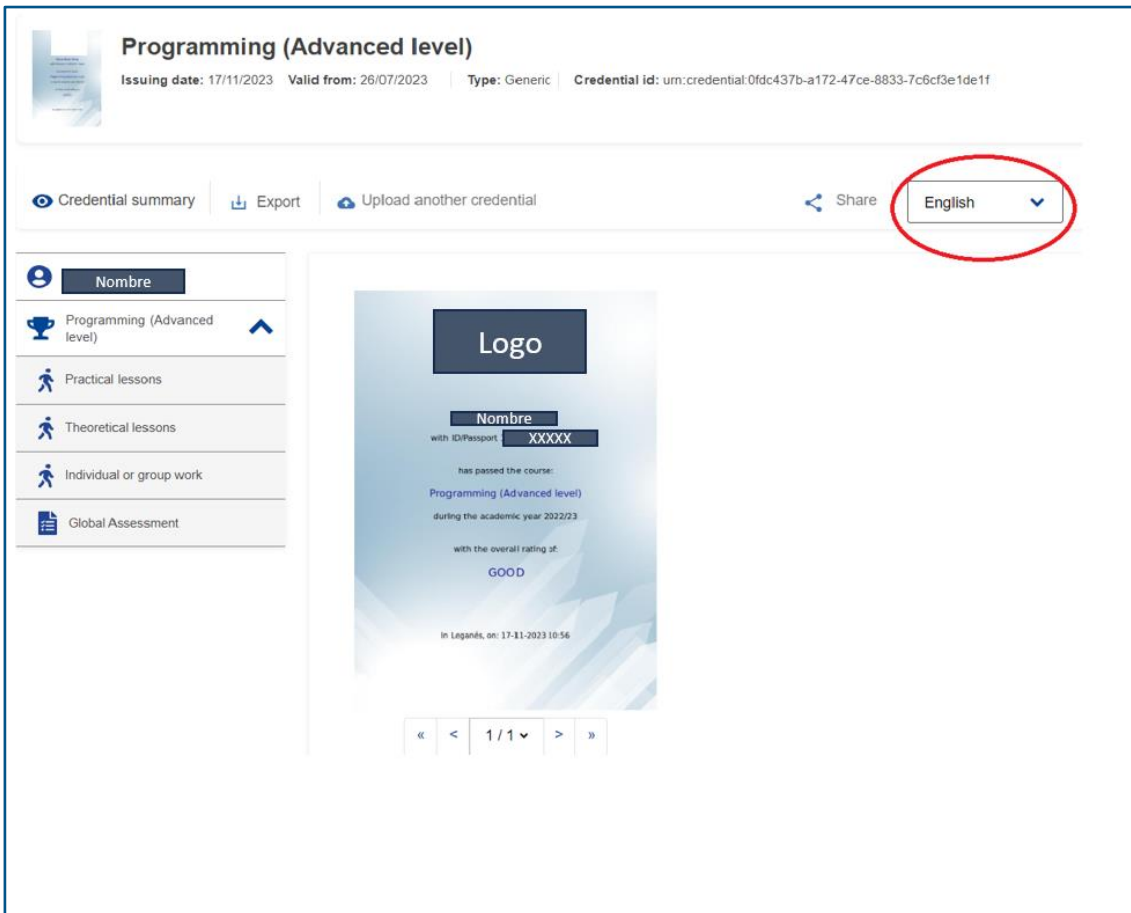 Programming (Advanced level)
Issuing date: 17/11/2023 Valid from: 26/07/2023 Type: Generic Credential id: urn:credential:0fdc437b-a172-47ce-8833-7c6cf3e1de1f
Credential summary Export Upload another credential Share English
Nombre
Programming (Advanced
level)
Practical lessons
Theoretical lessons
Individual or group work
Global Assessment
Logo
Nombre
with ID/Passport XXXXX
has passed the course:
Programming (Advanced level)
during the academic year 2022/23
with the overall rating of:
GOOD
In Leganés, on: 17-11-2023 10:56
« < 1 / 1 > »